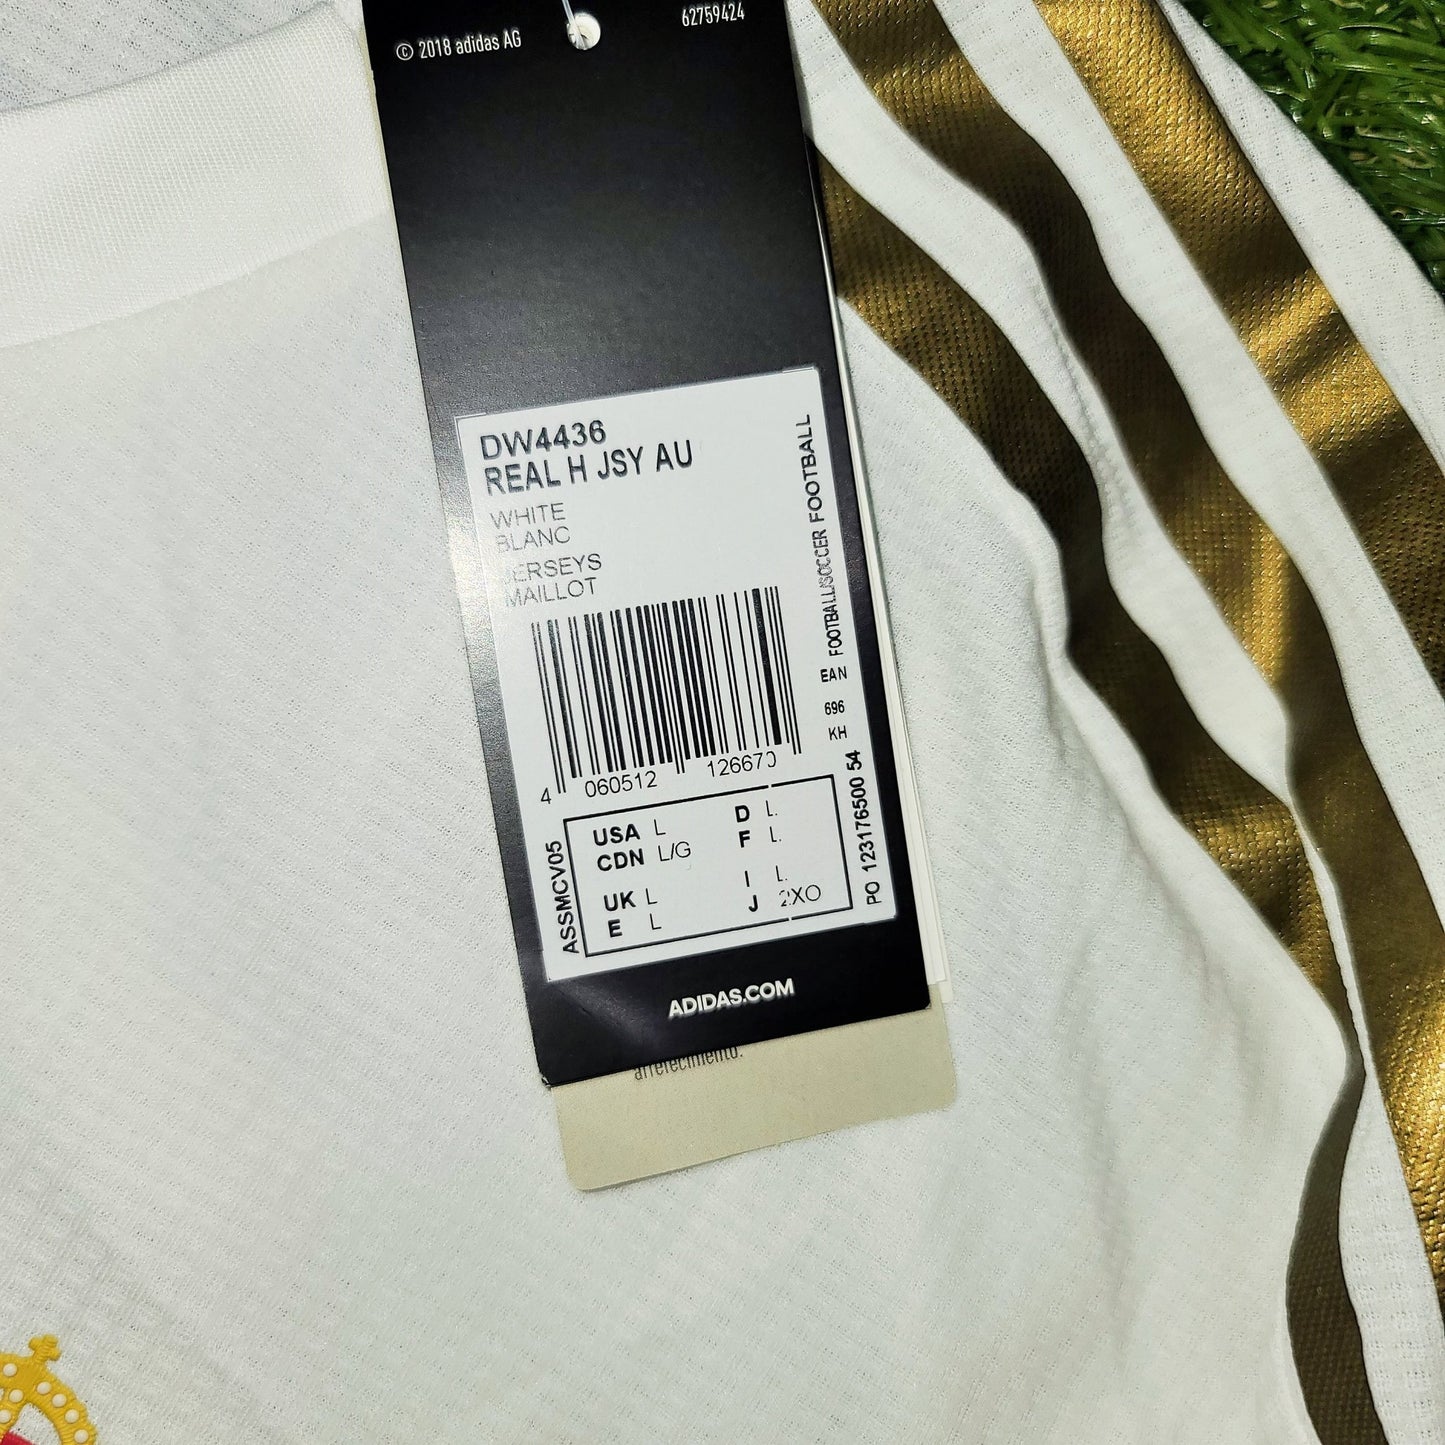 © 2018 adidas AG
62759424
DW4436
REAL H JSY AU
WHITE
BLANC
JERSEYS
MAILLOT
FOOTBALL/SOCCER FOOTBALL
EAN
696
KH
4 060512 126670
PO 123176500 54
ASSMCV05
USA L
CDN L/G
UK L
E L
D L.
F L.
I L.
J 2XO
ADIDAS.COM